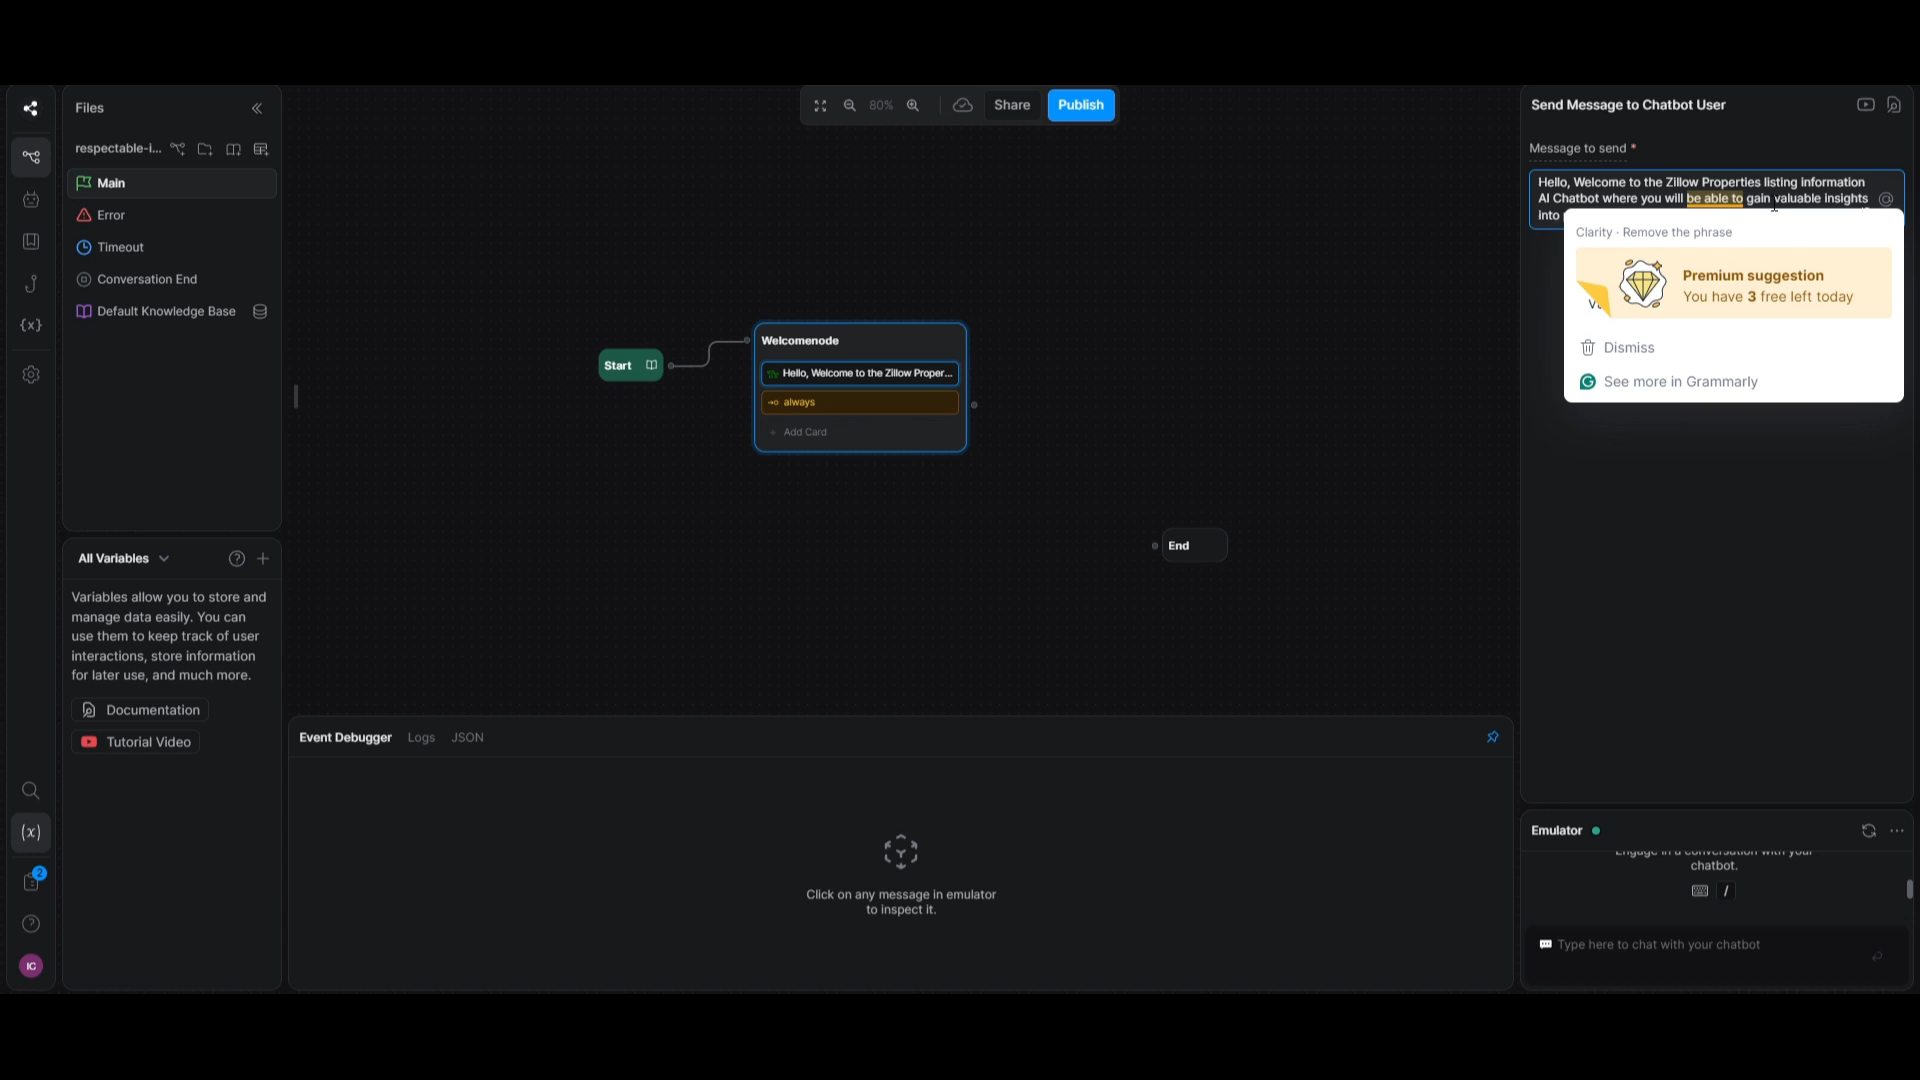 Files
respectable-i...
Main
Error
Timeout
Conversation End
Default Knowledge Base
All Variables
Variables allow you to store and
manage data easily. You can
use them to keep track of user
interactions, store information
for later use, and much more.
Documentation
Tutorial Video
2
IC
80%
Share
Publish
Start
Welcomenode
Hello, Welcome to the Zillow Proper...
always
+ Add Card
End
Event Debugger
Logs
JSON
Click on any message in emulator
to inspect it.
Send Message to Chatbot User
Message to send *
Hello, Welcome to the Zillow Properties listing information
AI Chatbot where you will be able to gain valuable insights
into
Clarity · Remove the phrase
Premium suggestion
You have 3 free left today
Dismiss
See more in Grammarly
Emulator
Engage in a conversation with your
chatbot.
/
Type here to chat with your chatbot